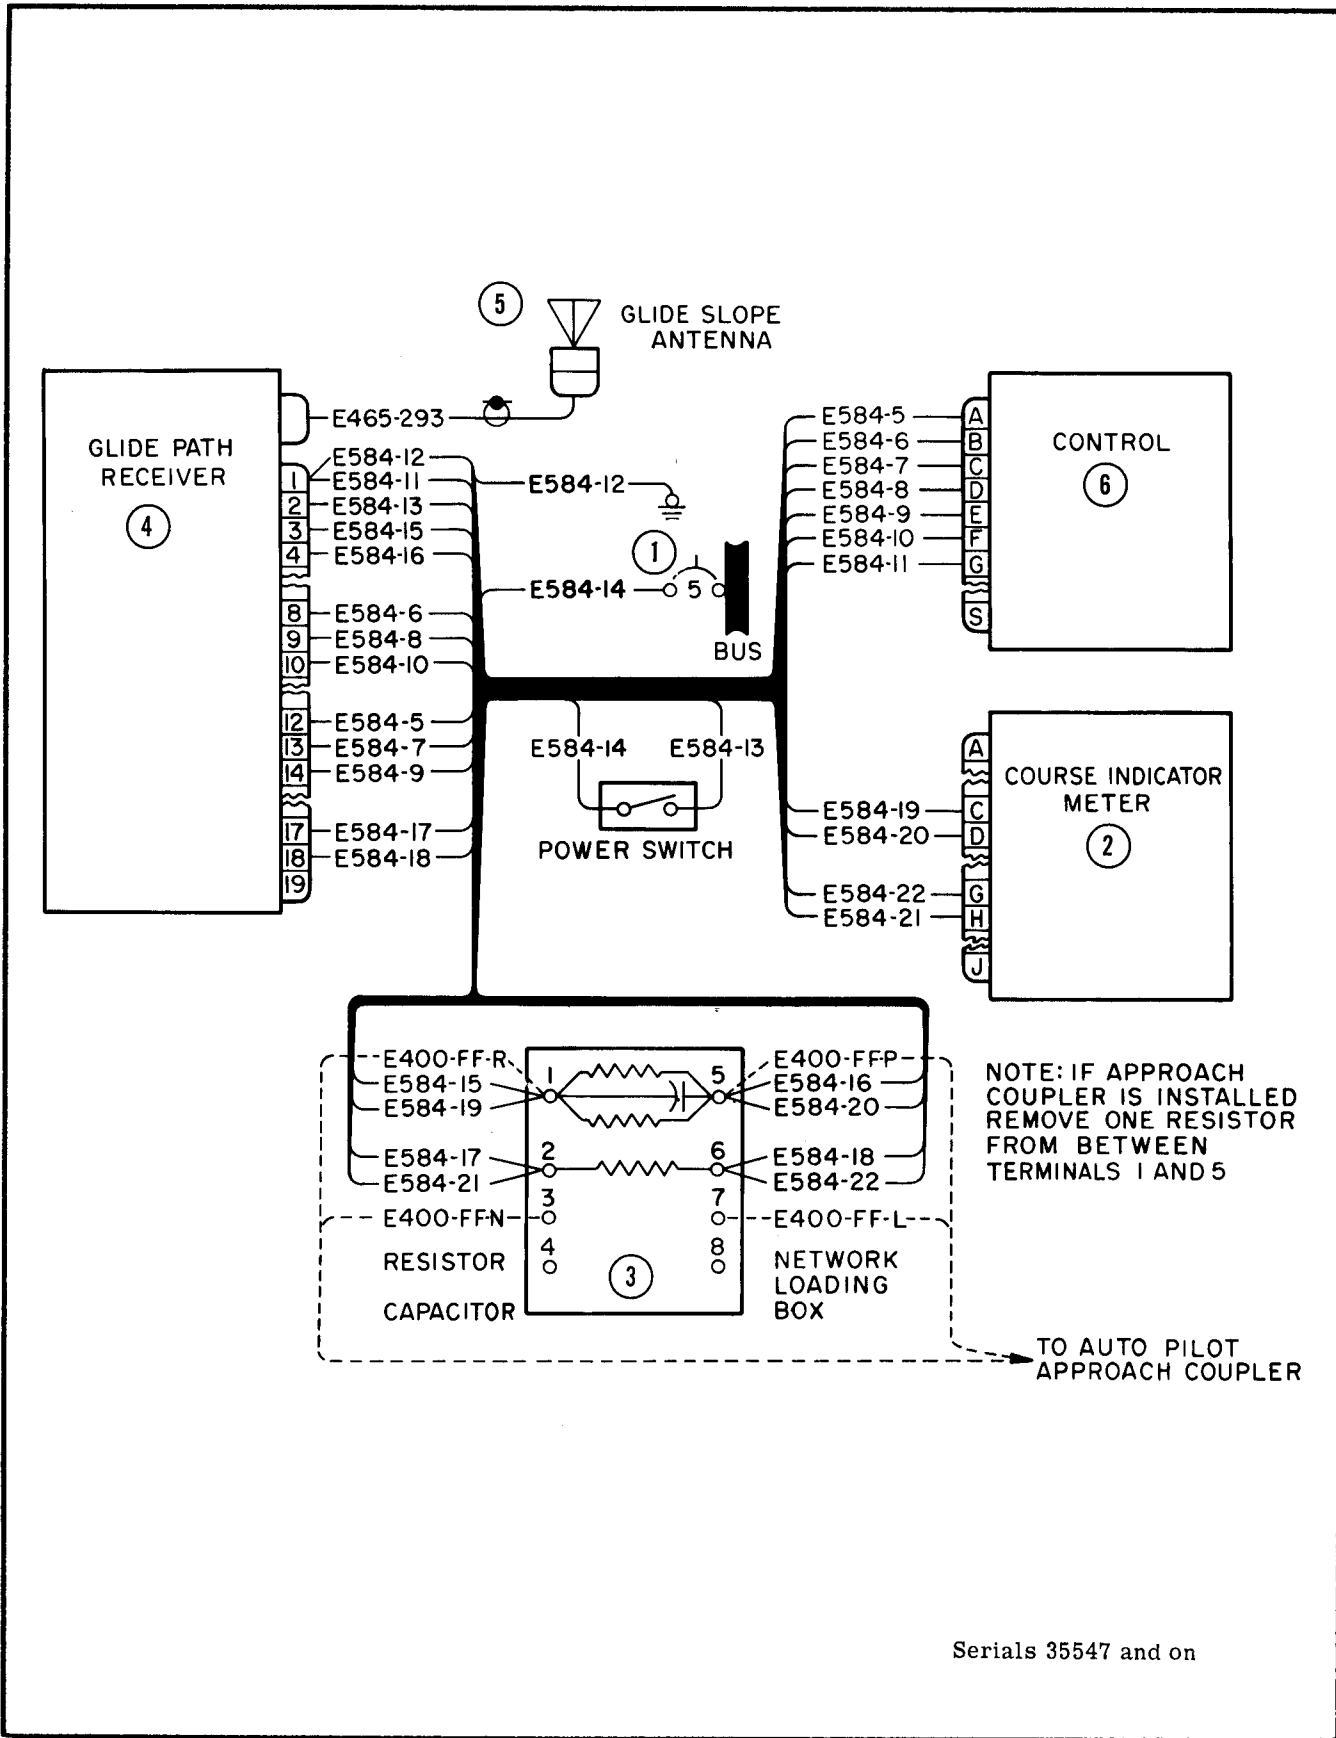 5
GLIDE SLOPE
ANTENNA
GLIDE PATH
RECEIVER
4
E465-293
E584-12
1 E584-11
2 E584-13
3 E584-15
4 E584-16
8 E584-6
9 E584-8
10 E584-10
12 E584-5
13 E584-7
14 E584-9
17 E584-17
18 E584-18
19
E584-12
1
E584-14 5
BUS
E584-14 E584-13
POWER SWITCH
E584-5 A
E584-6 B
E584-7 C
E584-8 D
E584-9 E
E584-10 F
E584-11 G
S
CONTROL
6
A
E584-19 C
E584-20 D
E584-22 G
E584-21 H
J
COURSE INDICATOR
METER
2
E400-FF-R
E584-15
E584-19
E584-17
E584-21
E400-FF-N
RESISTOR
CAPACITOR
1 5
2 6
3 7
4 8
3
E400-FF-P
E584-16
E584-20
E584-18
E584-22
E400-FF-L
NETWORK
LOADING
BOX
NOTE: IF APPROACH
COUPLER IS INSTALLED
REMOVE ONE RESISTOR
FROM BETWEEN
TERMINALS 1 AND 5
TO AUTO PILOT
APPROACH COUPLER
Serials 35547 and on